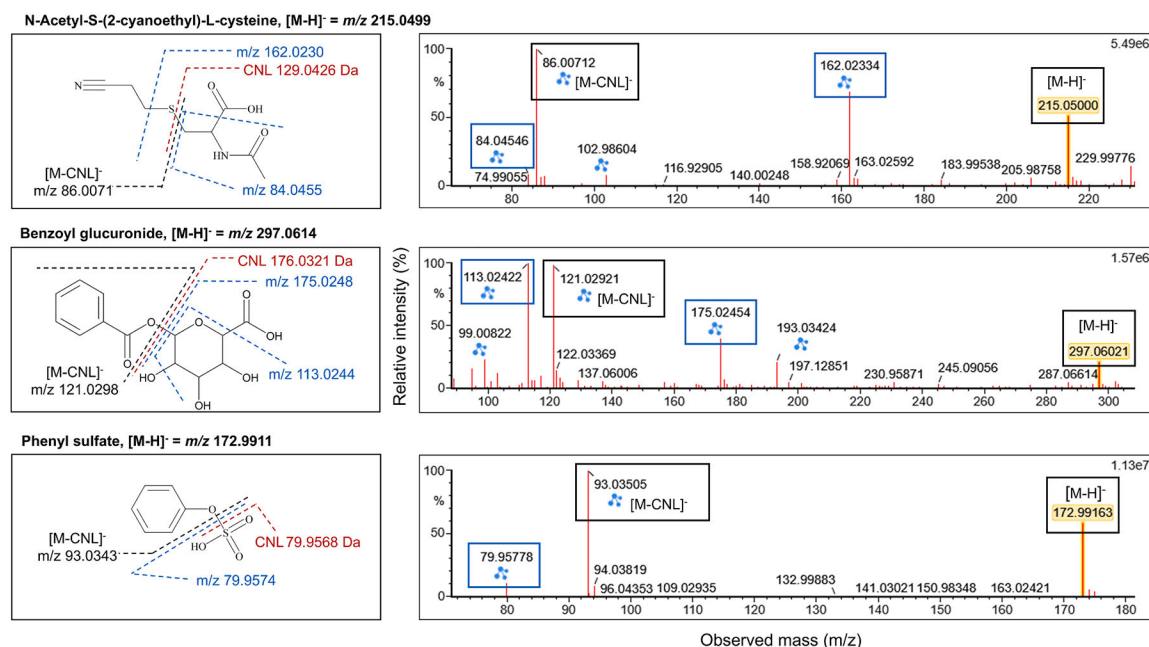 N-Acetyl-S-(2-cyanoethyl)-L-cysteine, [M-H]- = m/z 215.0499
m/z 162.0230
CNL 129.0426 Da
N
S
O
OH
HN
O
[M-CNL]-
m/z 86.0071
m/z 84.0455
100
%
50
0
86.00712
[M-CNL]-
84.04546
74.99055
102.98604
116.92905
140.00248
158.92069
162.02334
163.02592
183.99538
205.98758
[M-H]-
215.05000
229.99776
5.49e6
80
100
120
140
160
180
200
220
Benzoyl glucuronide, [M-H]- = m/z 297.0614
CNL 176.0321 Da
m/z 175.0248
O
O
O
O
OH
HO
OH
OH
[M-CNL]-
m/z 121.0298
m/z 113.0244
Relative intensity (%)
100
%
50
0
113.02422
99.00822
121.02921
[M-CNL]-
122.03369
137.06006
175.02454
193.03424
197.12851
230.95871
245.09056
287.06614
[M-H]-
297.06021
1.57e6
100
120
140
160
180
200
220
240
260
280
300
Phenyl sulfate, [M-H]- = m/z 172.9911
O
O
S
HO
O
[M-CNL]-
m/z 93.0343
CNL 79.9568 Da
m/z 79.9574
100
%
50
0
79.95778
93.03505
[M-CNL]-
94.03819
96.04353
109.02935
132.99883
141.03021
150.98348
163.02421
[M-H]-
172.99163
1.13e7
80
90
100
110
120
130
140
150
160
170
180
Observed mass (m/z)